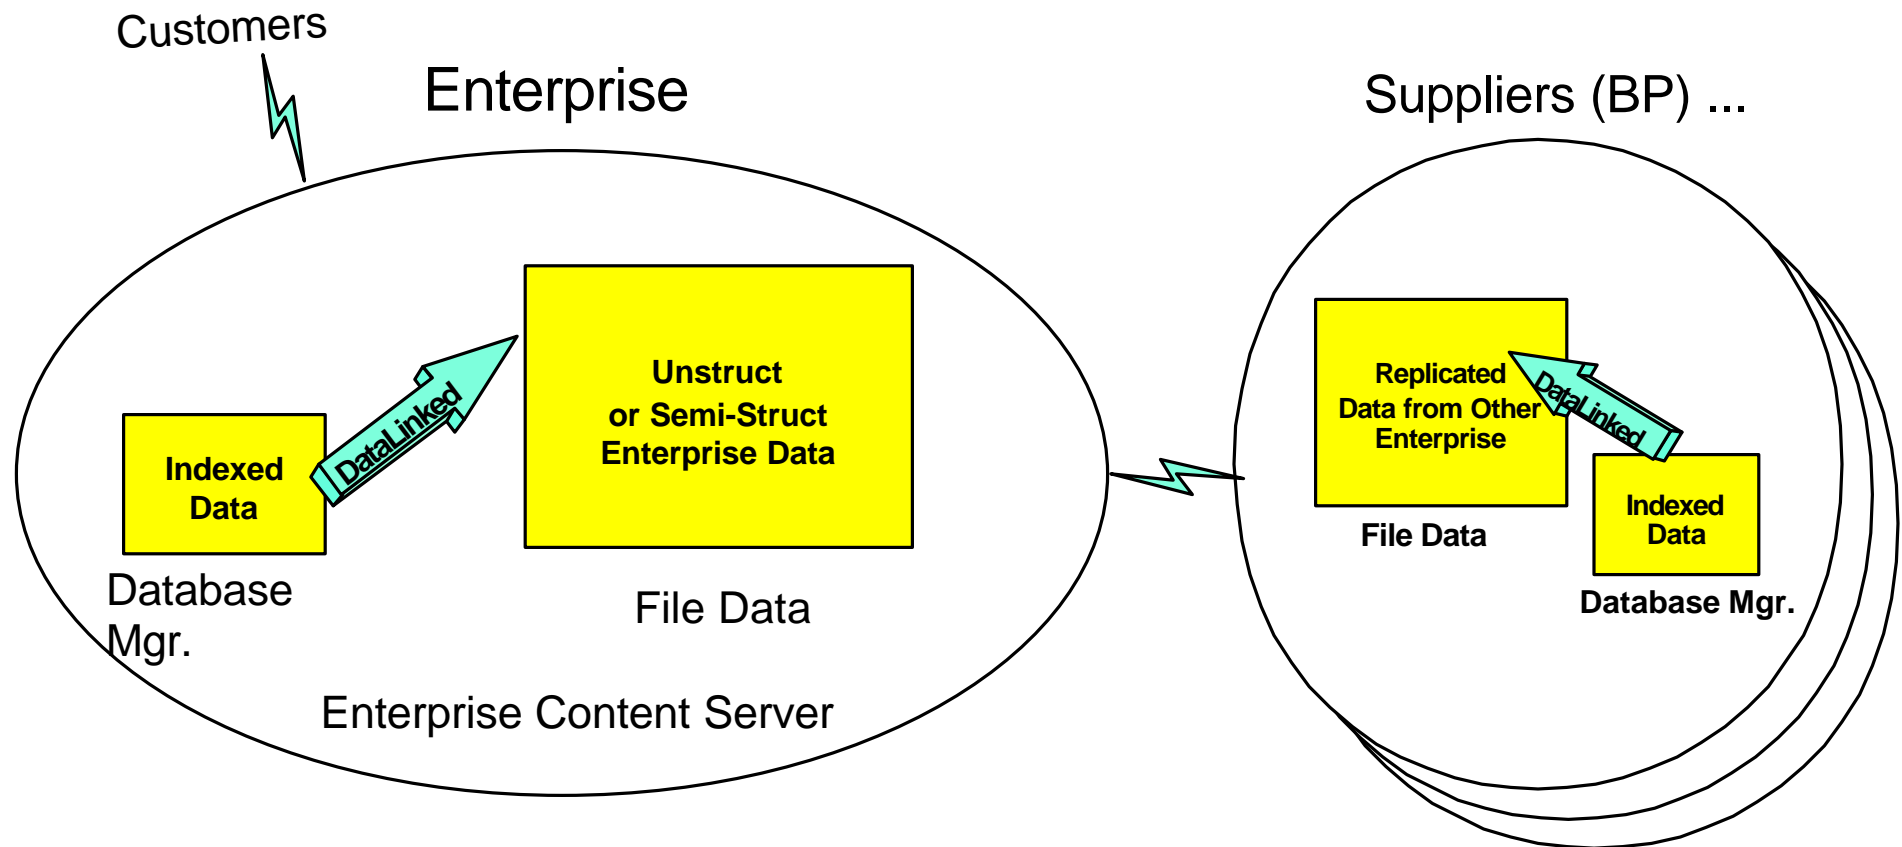 Customers
Enterprise
Suppliers (BP) ...
Indexed
Data
DataLinked
Unstruct
or Semi-Struct
Enterprise Data
Database
Mgr.
File Data
Enterprise Content Server
Replicated
Data from Other
Enterprise
DataLinked
File Data
Indexed
Data
Database Mgr.